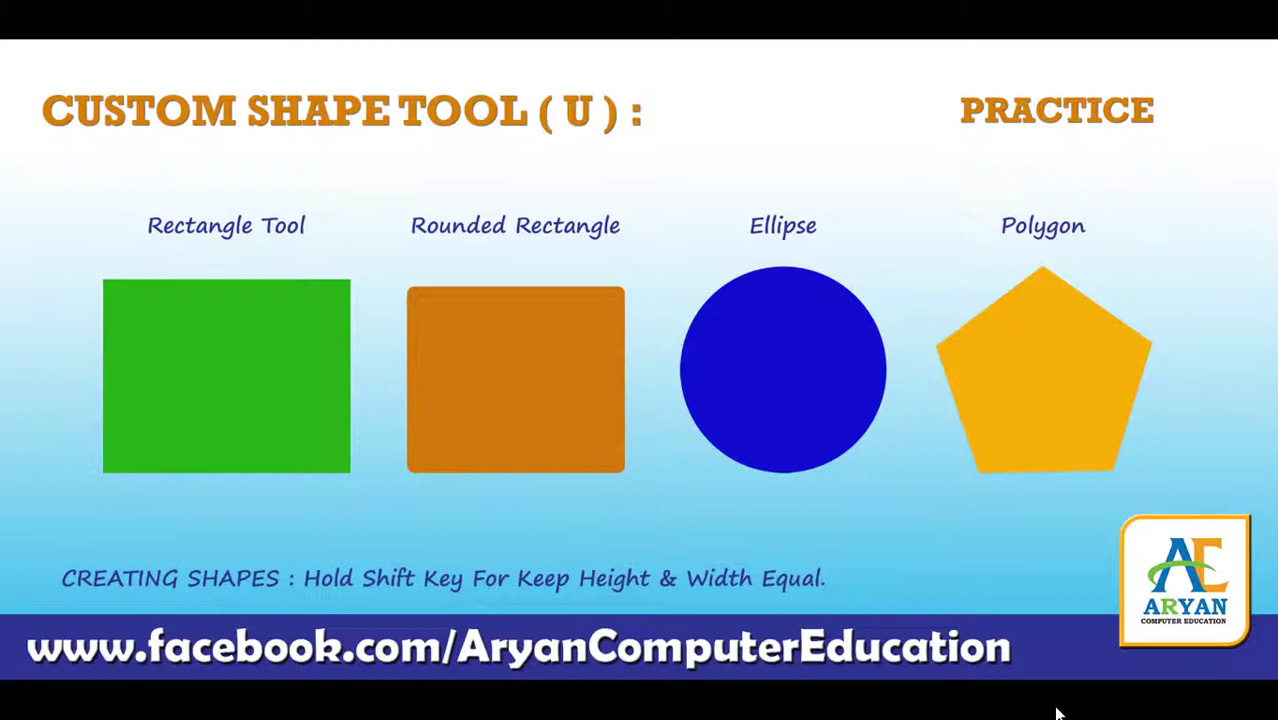 CUSTOM SHAPE TOOL ( U ) :
PRACTICE
Rectangle Tool
Rounded Rectangle
Ellipse
Polygon
CREATING SHAPES : Hold Shift Key For Keep Height & Width Equal.
AC
ARYAN
COMPUTER EDUCATION
www.facebook.com/AryanComputerEducation